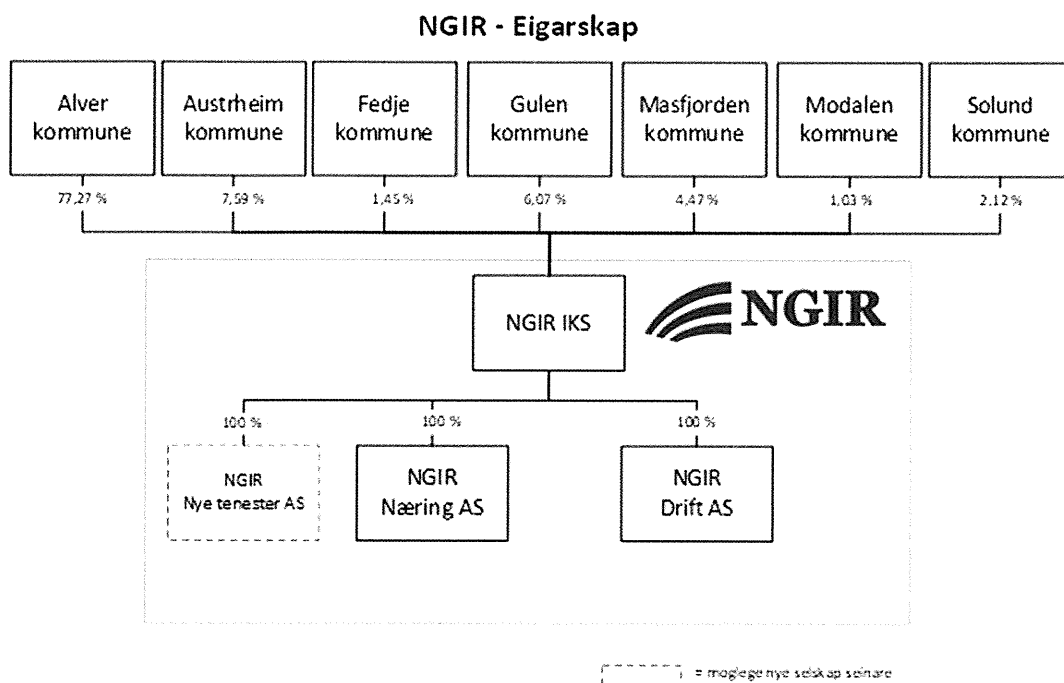 NGIR - Eigarskap
Alver
kommune
Austrheim
kommune
Fedje
kommune
Gulen
kommune
Masfjorden
kommune
Modalen
kommune
Solund
kommune
77,27 %
7,59 %
1,45 %
6,07 %
4,47 %
1,03 %
2,12 %
NGIR IKS
NGIR
100 %
100 %
100 %
NGIR
Nye tenester AS
NGIR
Næring AS
NGIR
Drift AS
= moglege nye selskap seinare